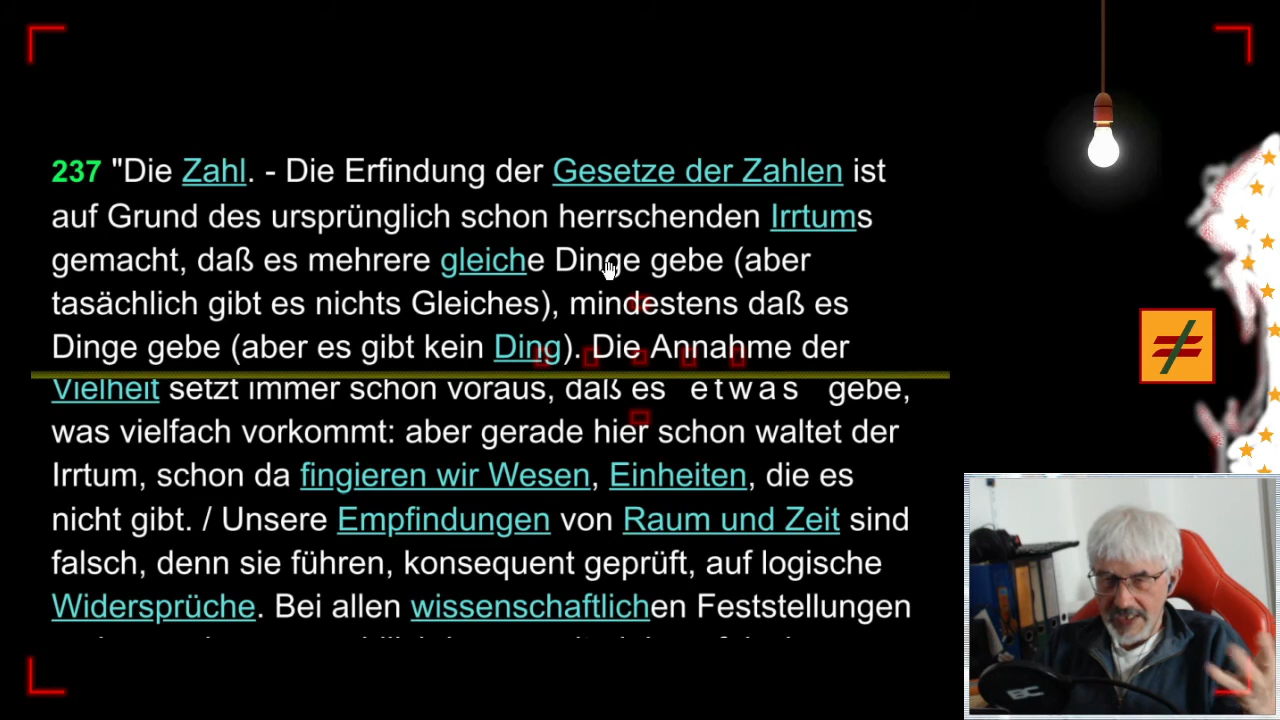 237 "Die Zahl. - Die Erfindung der Gesetze der Zahlen ist
auf Grund des ursprünglich schon herrschenden Irrtums
gemacht, daß es mehrere gleiche Dinge gebe (aber
tasächlich gibt es nichts Gleiches), mindestens daß es
Dinge gebe (aber es gibt kein Ding). Die Annahme der
Vielheit setzt immer schon voraus, daß es etwas gebe,
was vielfach vorkommt: aber gerade hier schon waltet der
Irrtum, schon da fingieren wir Wesen, Einheiten, die es
nicht gibt. / Unsere Empfindungen von Raum und Zeit sind
falsch, denn sie führen, konsequent geprüft, auf logische
Widersprüche. Bei allen wissenschaftlichen Feststellungen
≠
BC